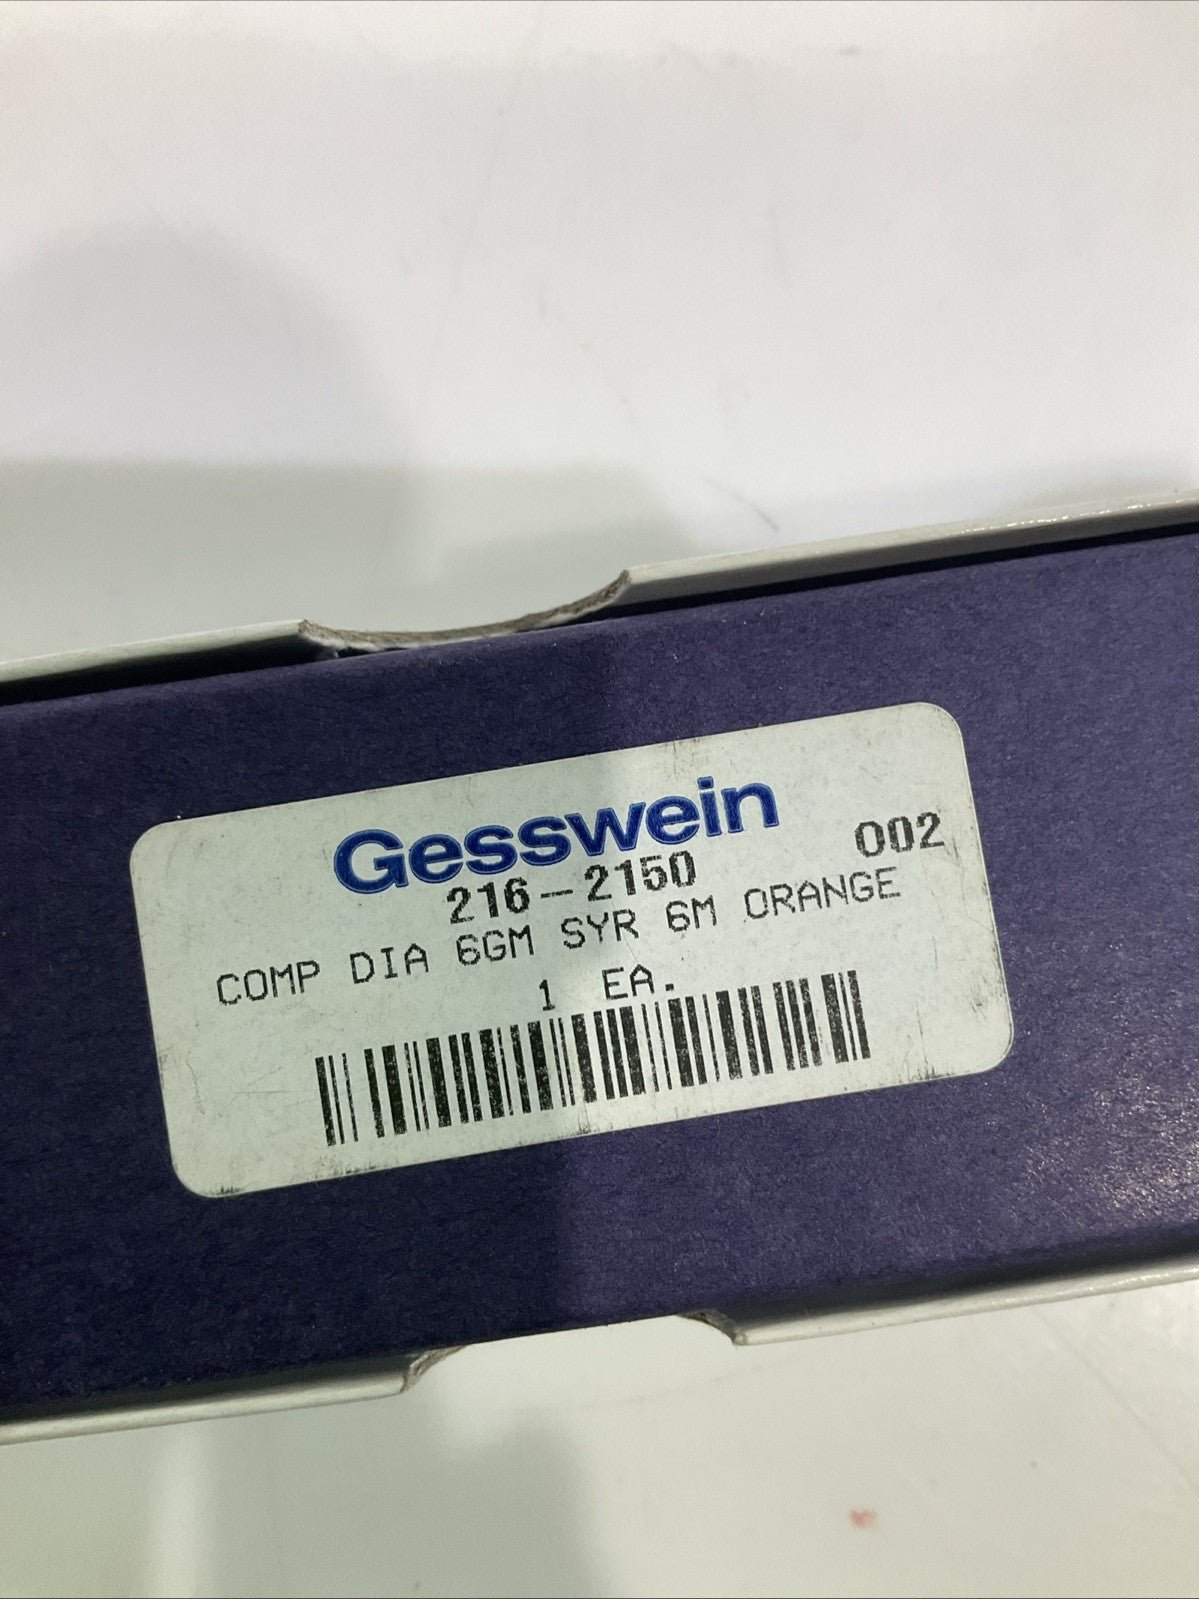 Gesswein
216-2150 002
COMP DIA 6GM SYR 6M ORANGE
1 EA.